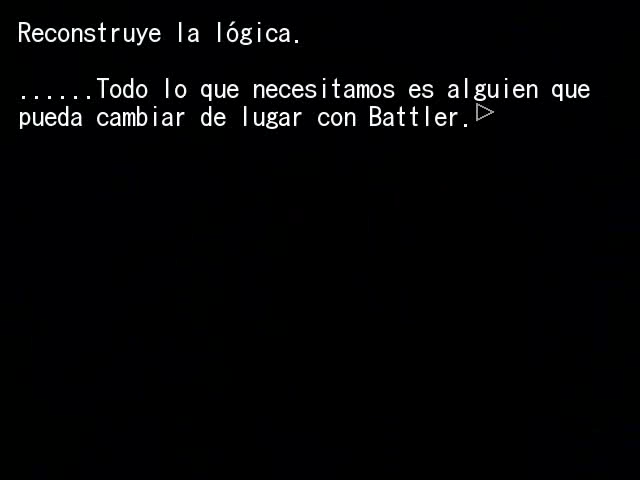 Reconstruye la lógica.
......Todo lo que necesitamos es alguien que
pueda cambiar de lugar con Battler.